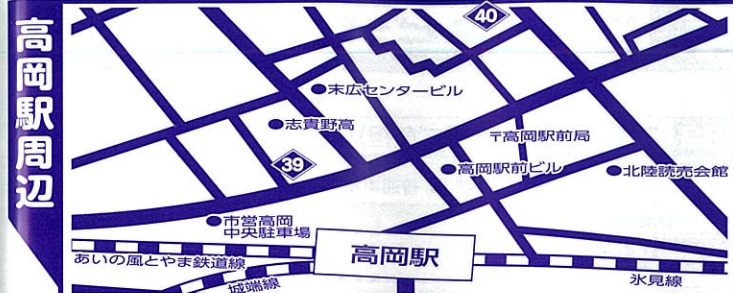 高岡駅周辺
40
末広センタービル
志貴野高
〒高岡駅前局
39
高岡駅前ビル
北陸読売会館
市営高岡
中央駐車場
高岡駅
あいの風とやま鉄道線
城端線
氷見線